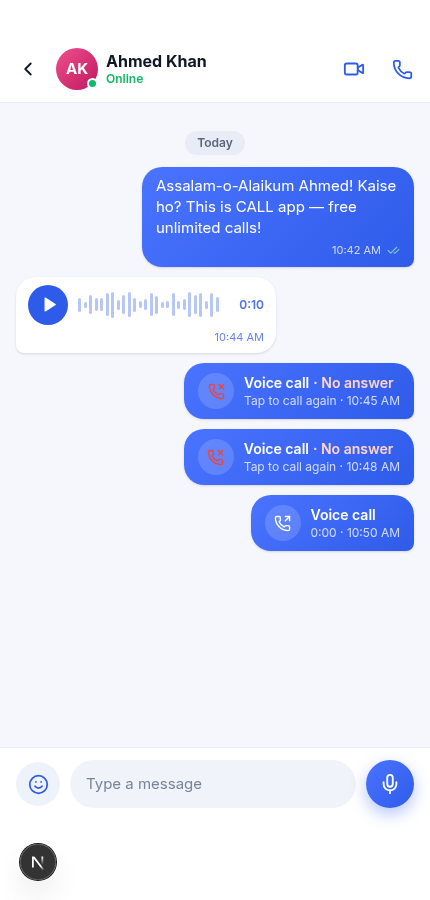 AK
Ahmed Khan
Online
Today
Assalam-o-Alaikum Ahmed! Kaise
ho? This is CALL app — free
unlimited calls!
10:42 AM
0:10
10:44 AM
Voice call · No answer
Tap to call again · 10:45 AM
Voice call · No answer
Tap to call again · 10:48 AM
Voice call
0:00 · 10:50 AM
Type a message
N